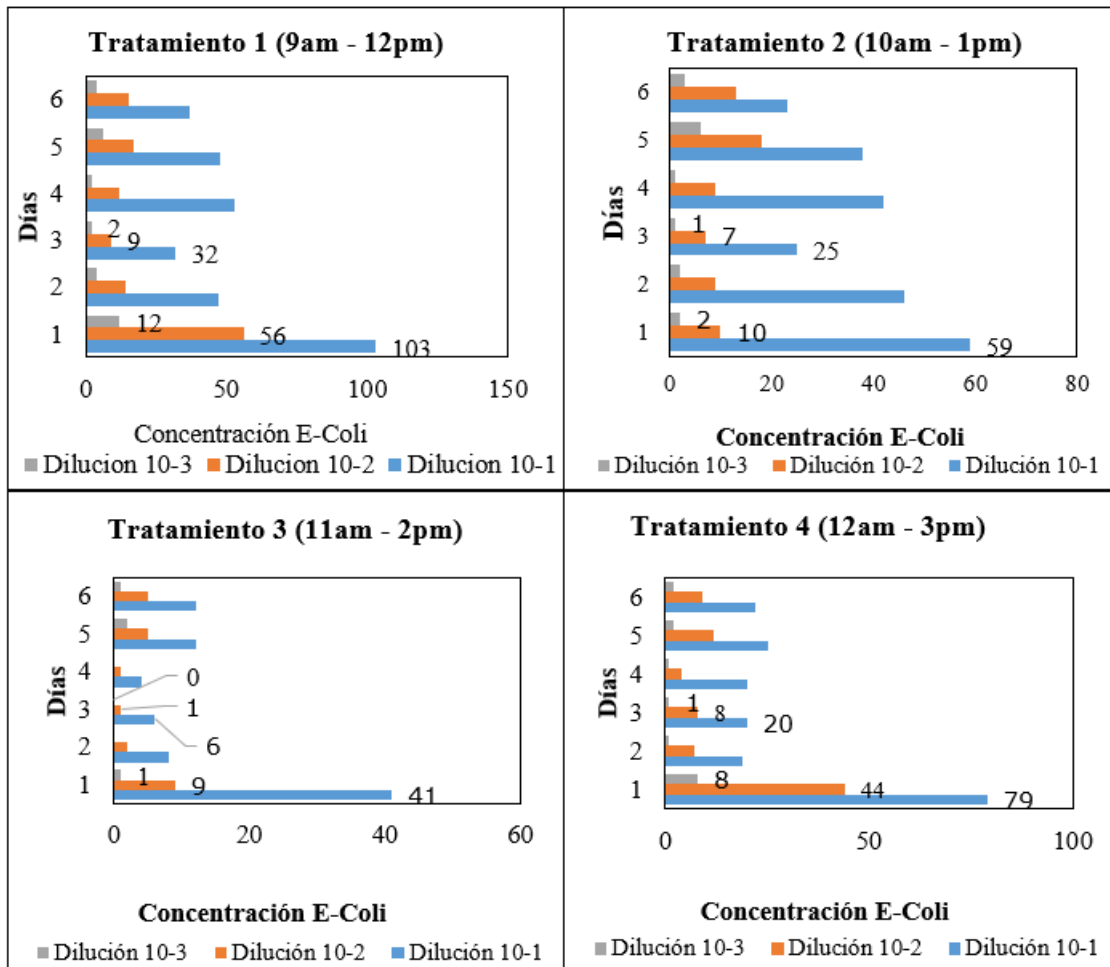 Tratamiento 1 (9am - 12pm)
Días
6
5
4
3
2
1
2
9
32
12
56
103
0
50
100
150
Concentración E-Coli
Dilucion 10-3
Dilucion 10-2
Dilucion 10-1
Tratamiento 2 (10am - 1pm)
Días
6
5
4
3
2
1
1
7
25
2
10
59
0
20
40
60
80
Concentración E-Coli
Dilución 10-3
Dilución 10-2
Dilución 10-1
Tratamiento 3 (11am - 2pm)
Días
6
5
4
3
2
1
0
1
6
1
9
41
0
20
40
60
Concentración E-Coli
Dilución 10-3
Dilución 10-2
Dilución 10-1
Tratamiento 4 (12am - 3pm)
Días
6
5
4
3
2
1
1
8
20
8
44
79
0
50
100
Concentración E-Coli
Dilución 10-3
Dilución 10-2
Dilución 10-1